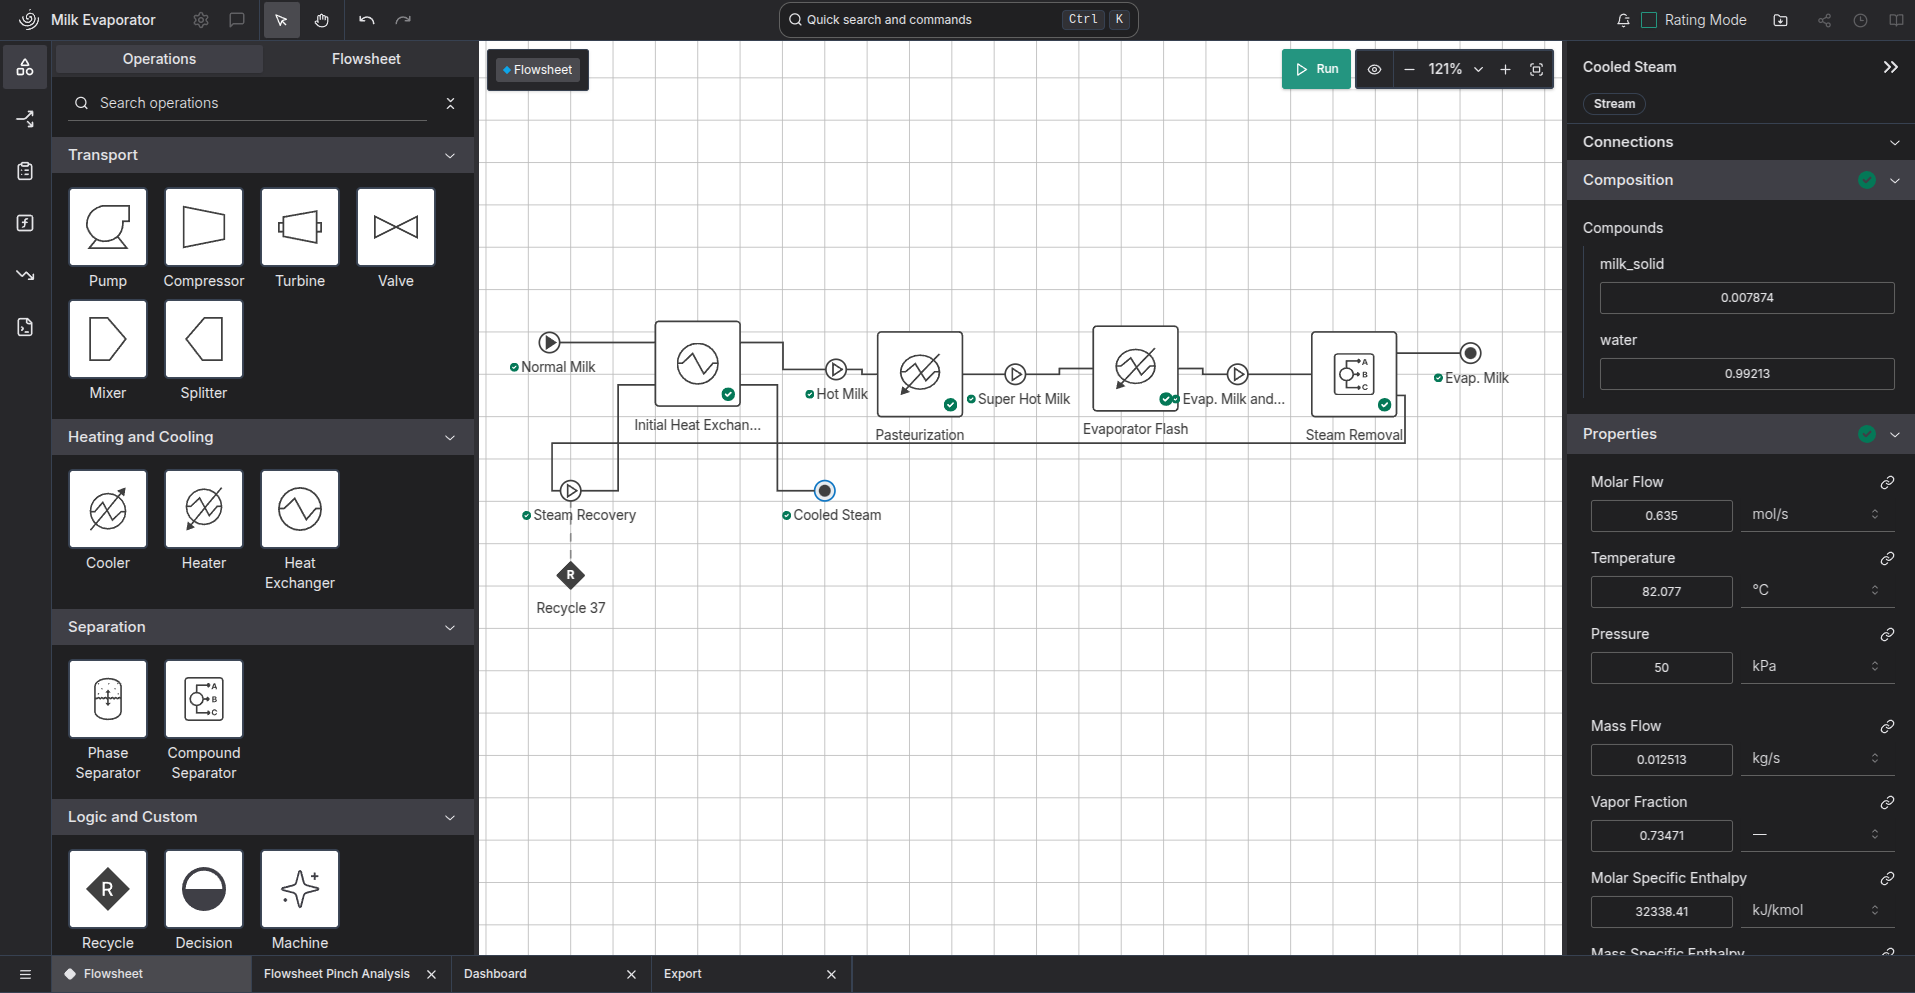 Milk Evaporator
Quick search and commands
Ctrl
K
Rating Mode
Operations
Flowsheet
Search operations
Transport
Pump
Compressor
Turbine
Valve
Mixer
Splitter
Heating and Cooling
Cooler
Heater
Heat
Exchanger
Separation
A
B
C
Phase
Separator
Compound
Separator
Logic and Custom
R
Recycle
Decision
Machine
Flowsheet
Run
121%
Normal Milk
Initial Heat Exchan...
Hot Milk
Pasteurization
Super Hot Milk
Evaporator Flash
Evap. Milk and...
A
B
C
Steam Removal
Evap. Milk
Steam Recovery
Cooled Steam
R
Recycle 37
Cooled Steam
Stream
Connections
Composition
Compounds
milk_solid
0.007874
water
0.99213
Properties
Molar Flow
0.635
mol/s
Temperature
82.077
°C
Pressure
50
kPa
Mass Flow
0.012513
kg/s
Vapor Fraction
0.73471
—
Molar Specific Enthalpy
32338.41
kJ/kmol
Mass Specific Enthalpy
Flowsheet
Flowsheet Pinch Analysis
Dashboard
Export